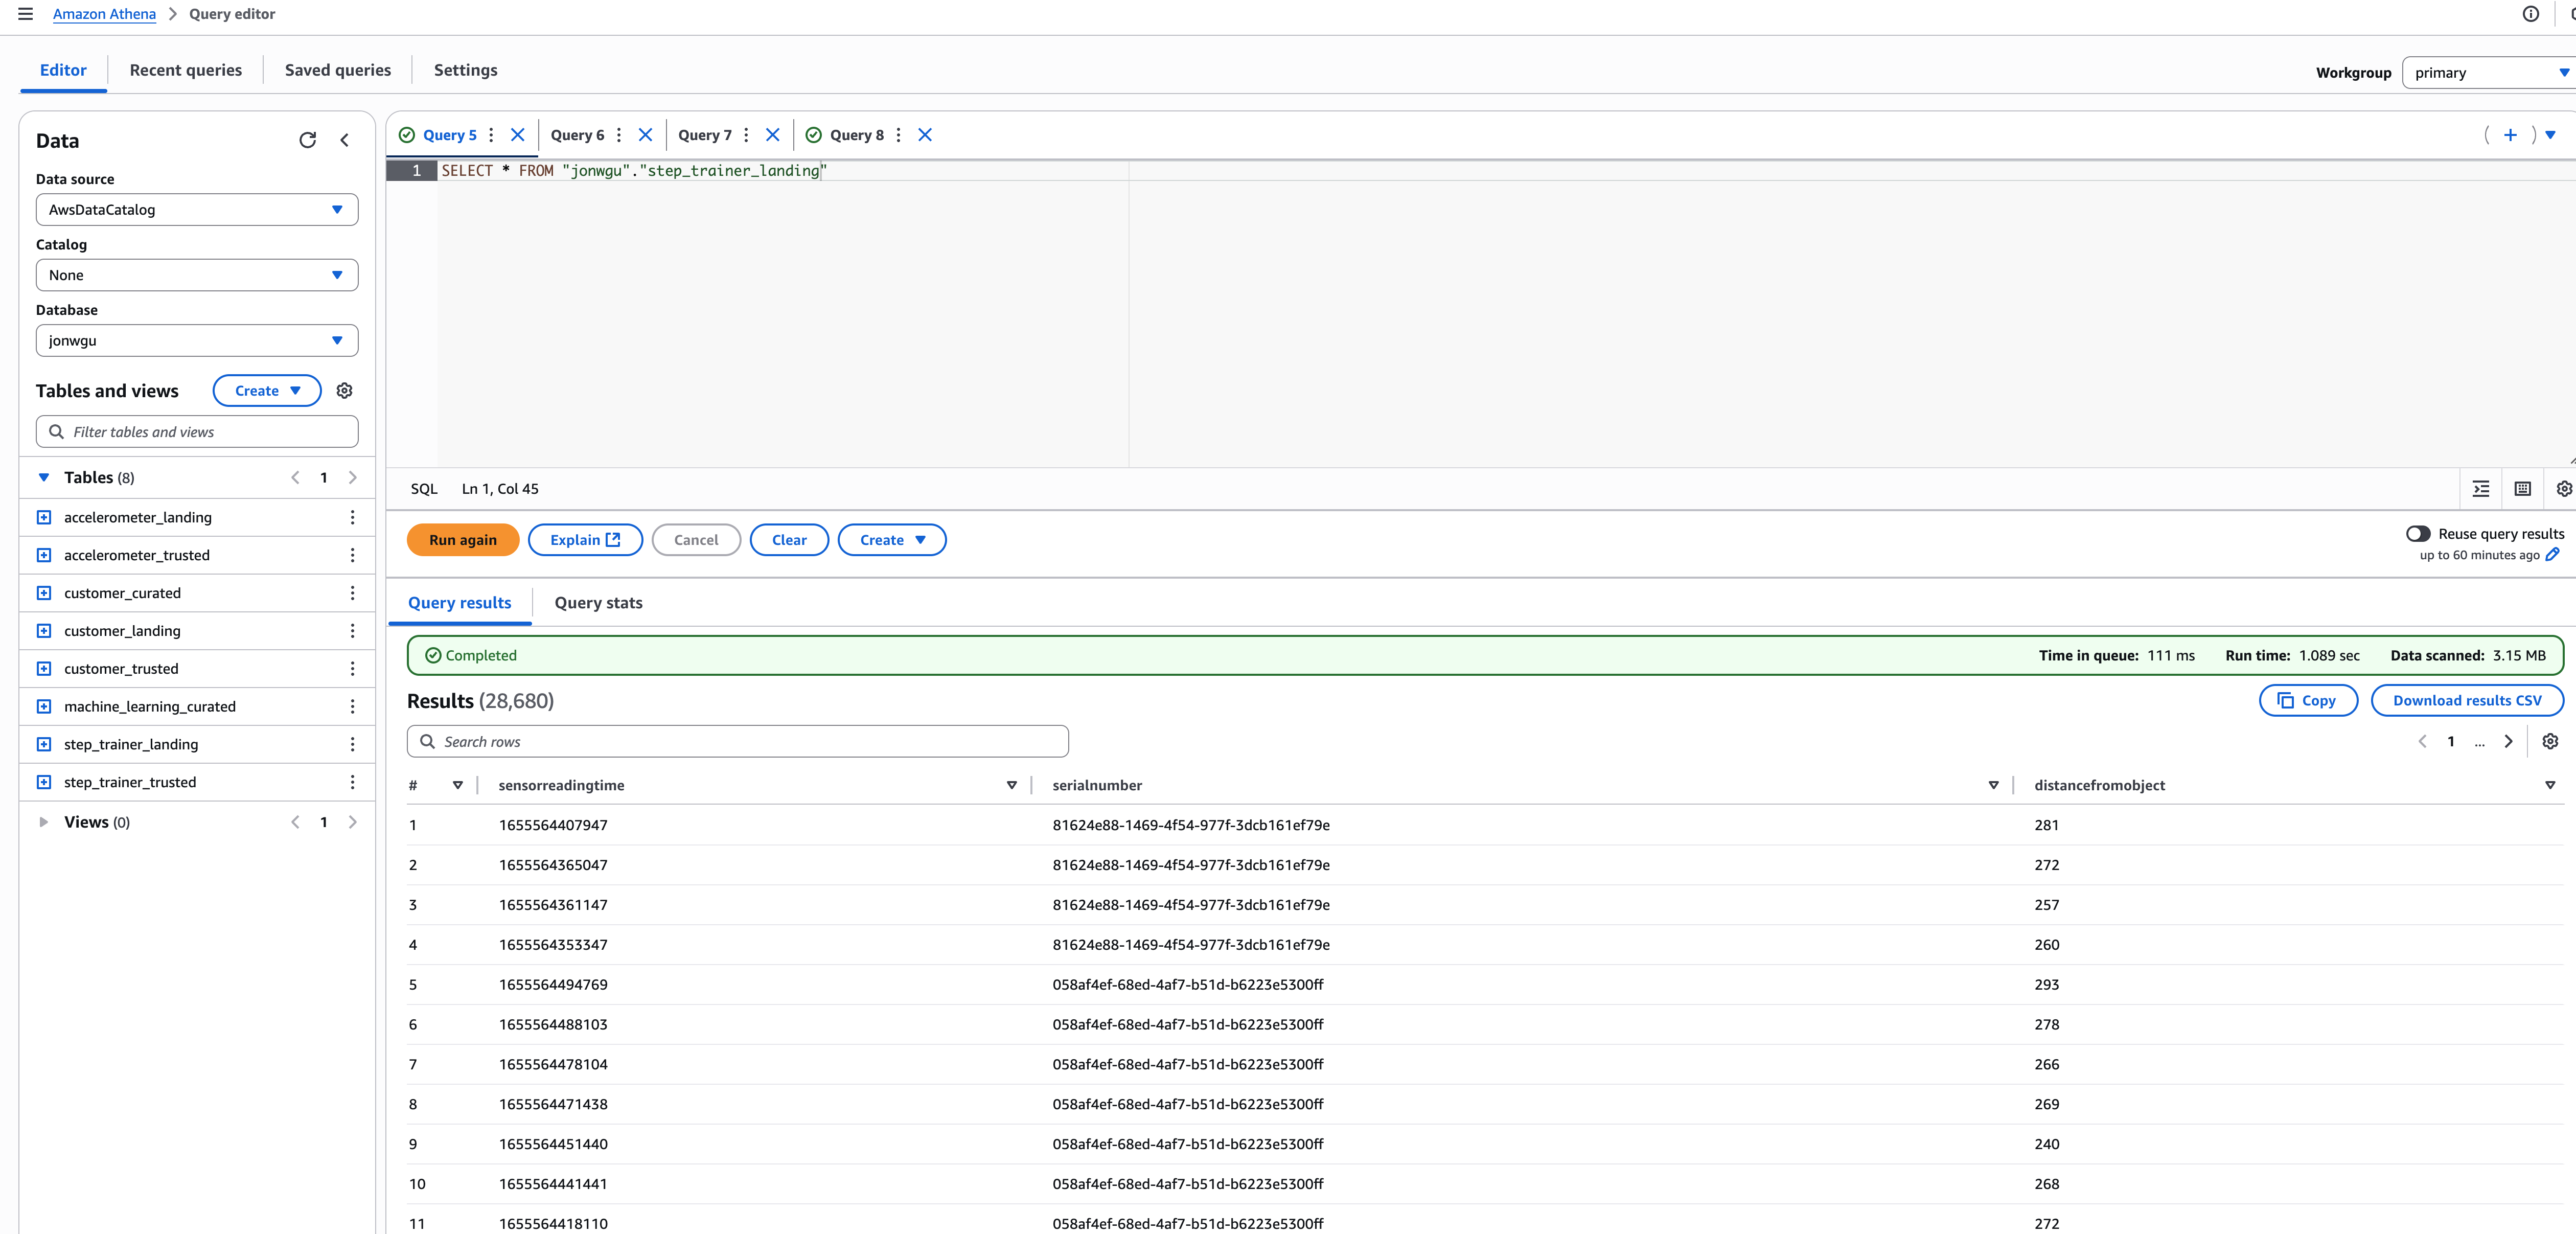 Amazon Athena > Query editor
Editor Recent queries Saved queries Settings
Workgroup primary
Data
Data source
AwsDataCatalog
Catalog
None
Database
jonwgu
Tables and views Create
Filter tables and views
Tables (8) 1
accelerometer_landing
accelerometer_trusted
customer_curated
customer_landing
customer_trusted
machine_learning_curated
step_trainer_landing
step_trainer_trusted
Views (0) 1
Query 5 Query 6 Query 7 Query 8
1 SELECT * FROM "jonwgu"."step_trainer_landing"
SQL Ln 1, Col 45
Run again Explain Cancel Clear Create
Reuse query results
up to 60 minutes ago
Query results Query stats
Completed Time in queue: 111 ms Run time: 1.089 sec Data scanned: 3.15 MB
Results (28,680) Copy Download results CSV
Search rows 1 ...
# sensorreadingtime serialnumber distancefromobject
1 1655564407947 81624e88-1469-4f54-977f-3dcb161ef79e 281
2 1655564365047 81624e88-1469-4f54-977f-3dcb161ef79e 272
3 1655564361147 81624e88-1469-4f54-977f-3dcb161ef79e 257
4 1655564353347 81624e88-1469-4f54-977f-3dcb161ef79e 260
5 1655564494769 058af4ef-68ed-4af7-b51d-b6223e5300ff 293
6 1655564488103 058af4ef-68ed-4af7-b51d-b6223e5300ff 278
7 1655564478104 058af4ef-68ed-4af7-b51d-b6223e5300ff 266
8 1655564471438 058af4ef-68ed-4af7-b51d-b6223e5300ff 269
9 1655564451440 058af4ef-68ed-4af7-b51d-b6223e5300ff 240
10 1655564441441 058af4ef-68ed-4af7-b51d-b6223e5300ff 268
11 1655564418110 058af4ef-68ed-4af7-b51d-b6223e5300ff 272